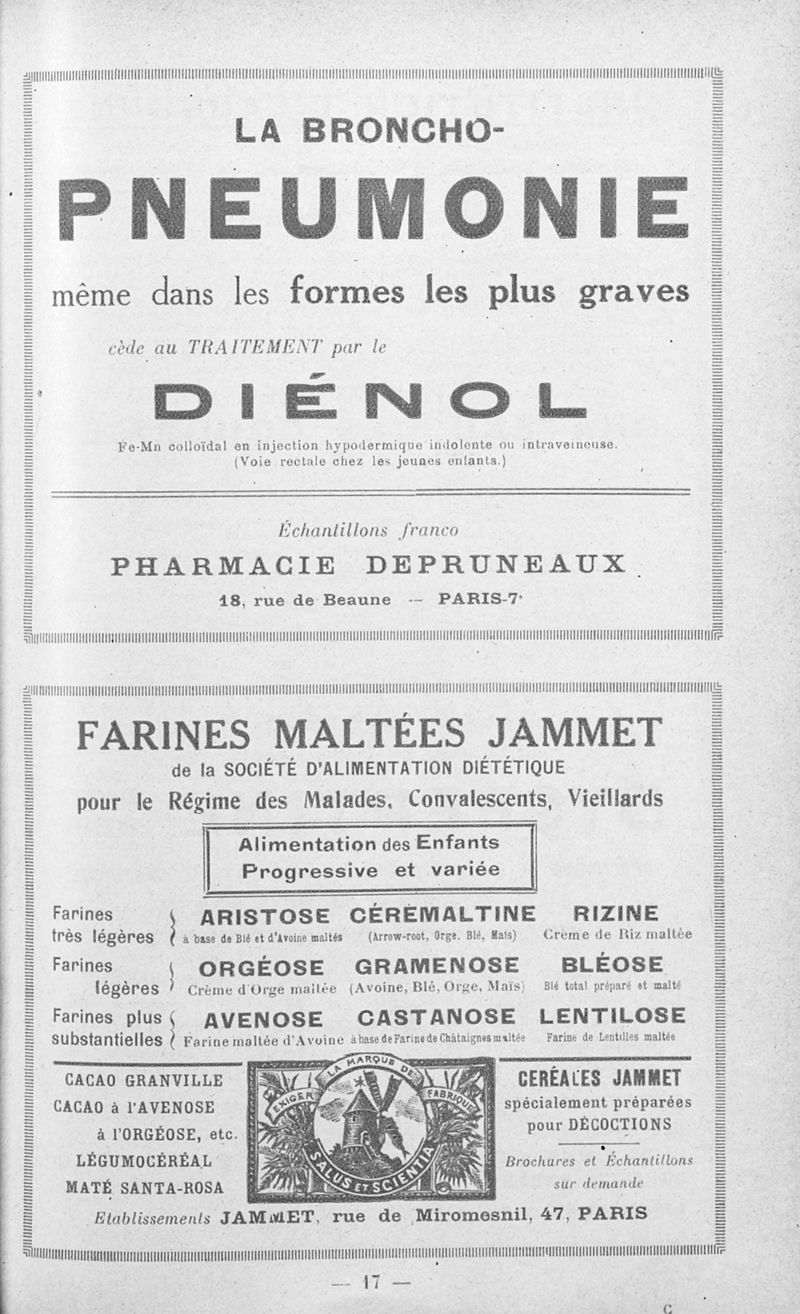 LA BRONCHO-
PNEUMONIE
même dans les formes les plus graves
cède au TRAITEMENT par le
DIÉNOL
Fe-Mn colloïdal en injection hypodermique indolente ou intraveineuse.
(Voie rectale chez les jeunes enfants.)
Échantillons franco
PHARMACIE DEPRUNEAUX
18, rue de Beaune — PARIS-7e
FARINES MALTÉES JAMMET
de la SOCIÉTÉ D'ALIMENTATION DIÉTÉTIQUE
pour le Régime des Malades, Convalescents, Vieillards
Alimentation des Enfants
Progressive et variée
Farines très légères
ARISTOSE CÉRÉMALTINE RIZINE
à base de Blé et d'Avoine maltés (Arrow-root, Orge, Blé, Maïs) Crème de Riz maltée
Farines légères
ORGÉOSE GRAMENOSE BLÉOSE
Crème d'Orge maltée (Avoine, Blé, Orge, Maïs) Blé total préparé et malté
Farines plus substantielles
AVENOSE CASTANOSE LENTILOSE
Farine maltée d'Avoine à base de Farine de Châtaignes maltée Farine de Lentilles maltée
CACAO GRANVILLE
CACAO à l'AVENOSE
à l'ORGÉOSE, etc.
LÉGUMOCÉRÉAL
MATÉ SANTA-ROSA
EXIGER LA MARQUE DE FABRIQUE
SALUS ET SCIENTIA
CERÉALES JAMMET
spécialement préparées
pour DÉCOCTIONS
Brochures et Échantillons
sur demande
Etablissements JAMMET, rue de Miromesnil, 47, PARIS
— 17 —
C